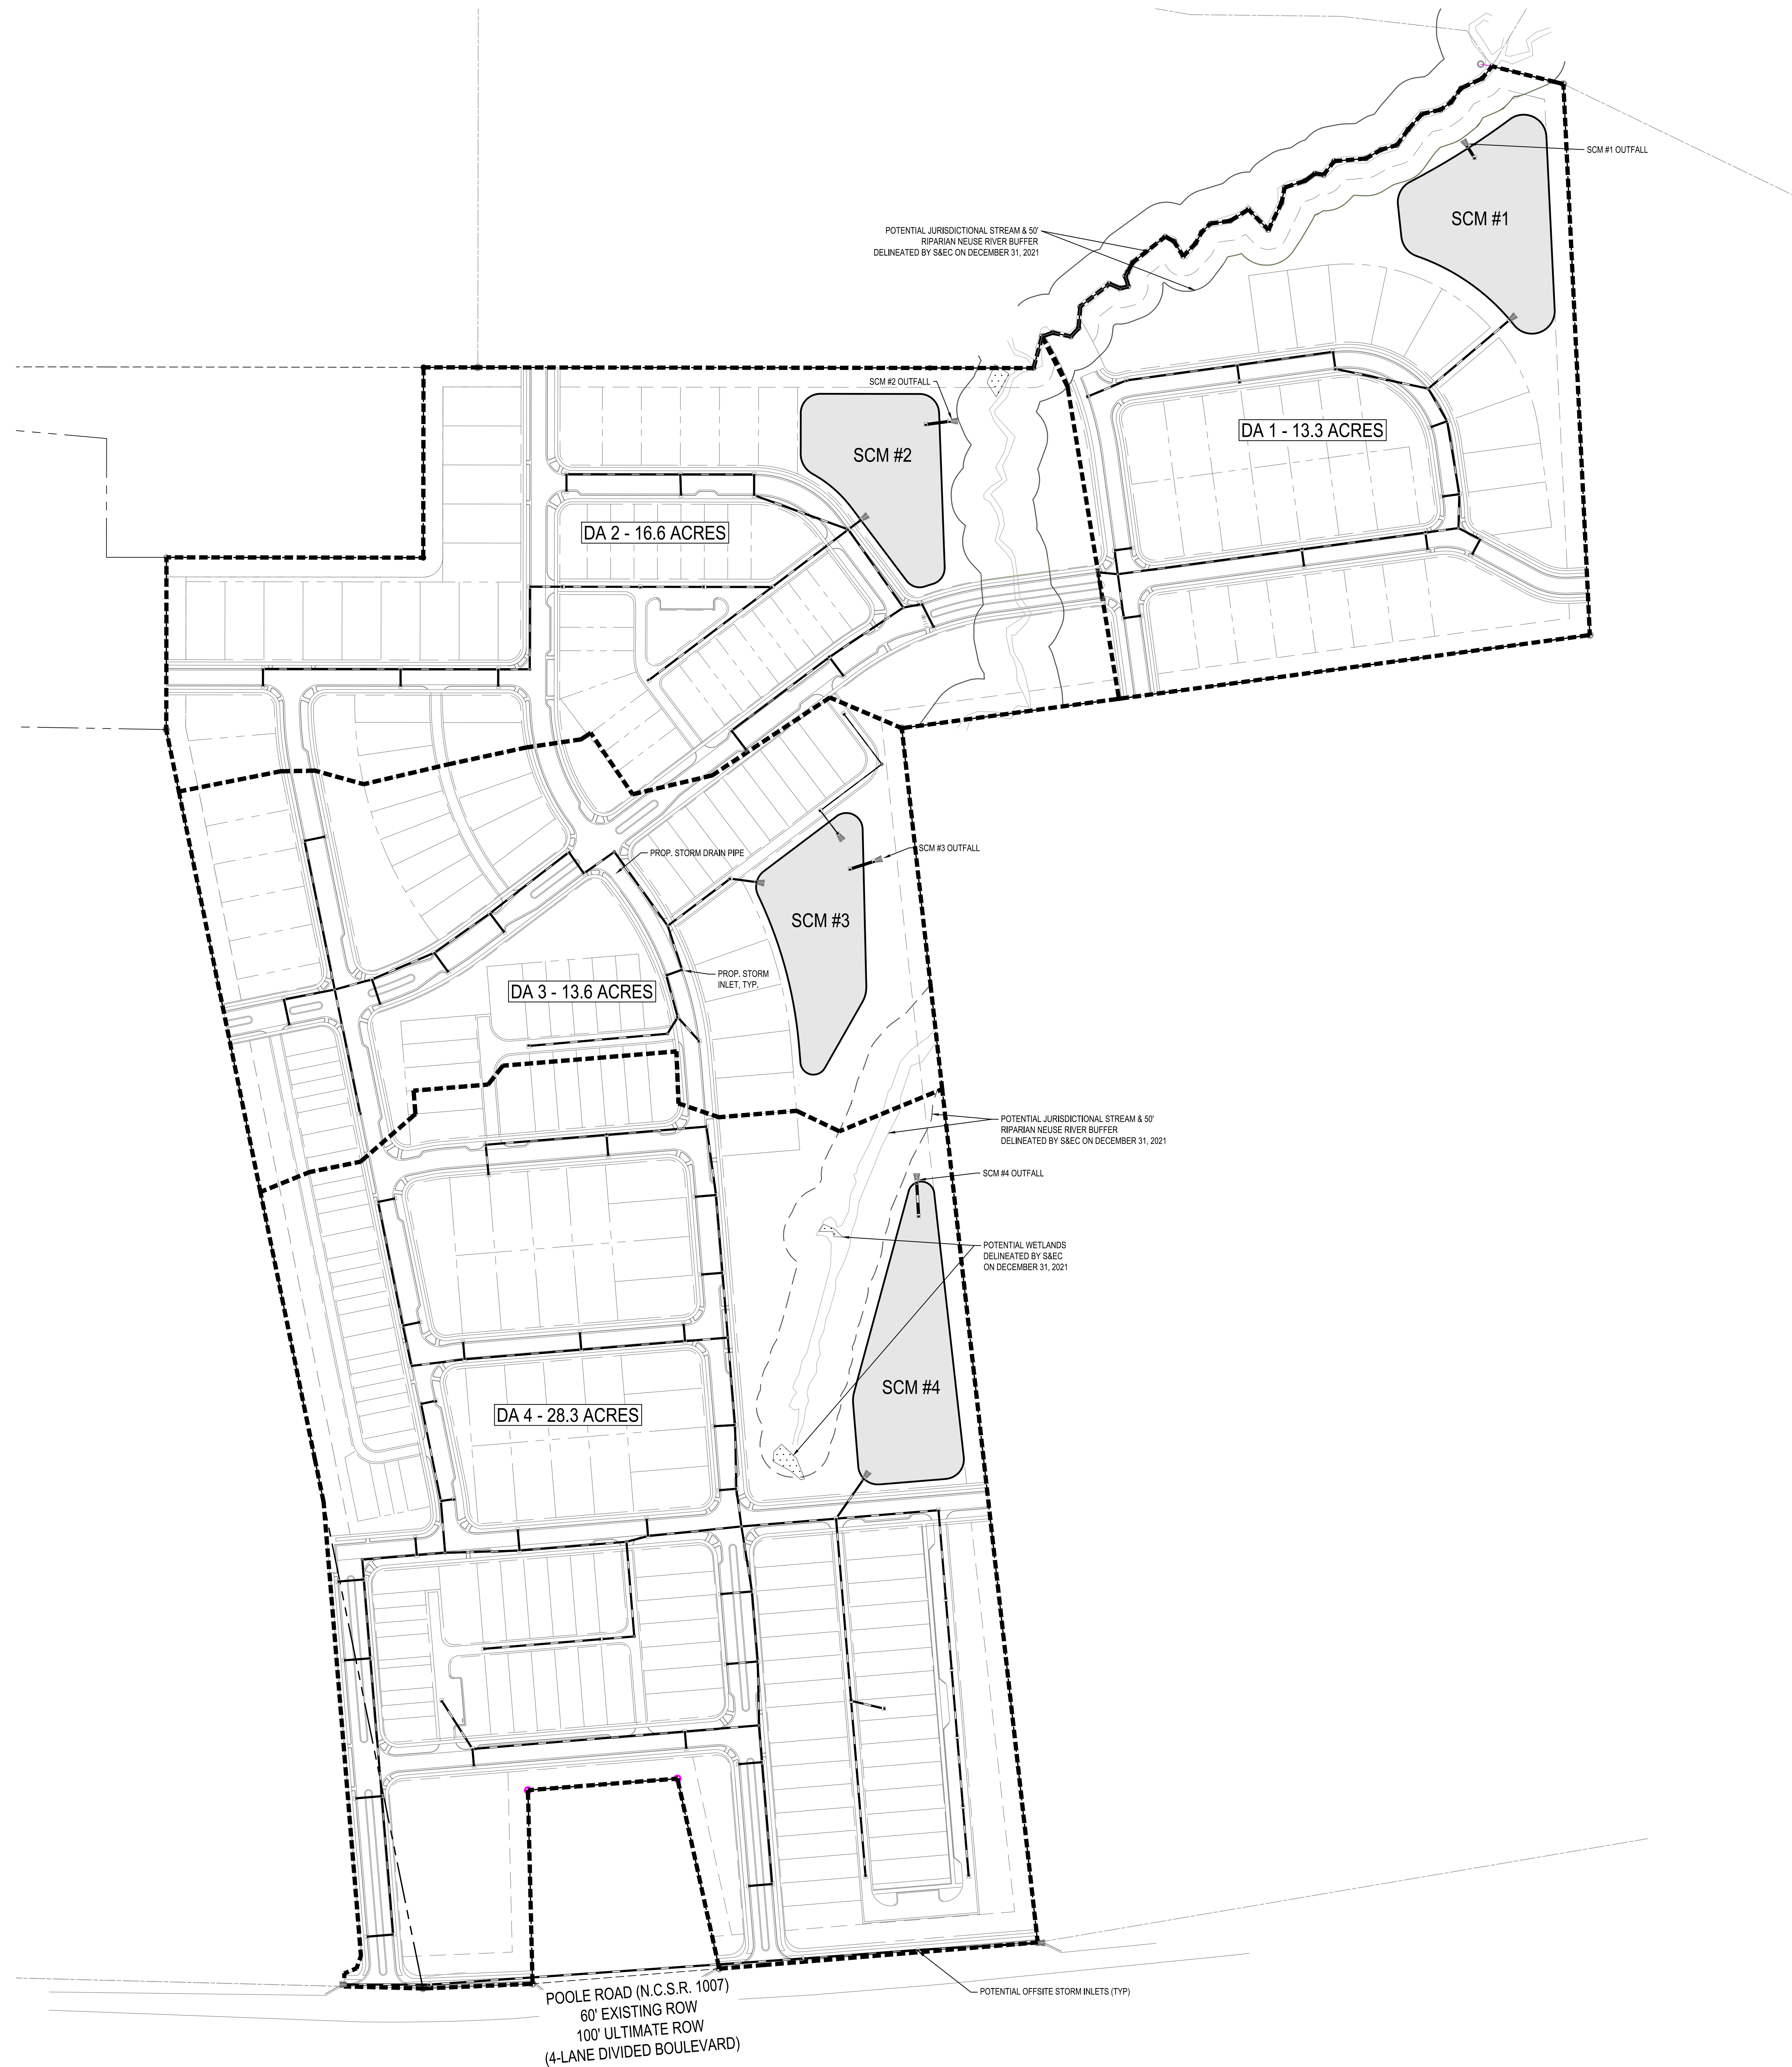 SCM #1 OUTFALL
SCM #1
POTENTIAL JURISDICTIONAL STREAM & 50'
RIPARIAN NEUSE RIVER BUFFER
DELINEATED BY S&EC ON DECEMBER 31, 2021
SCM #2 OUTFALL
DA 1 - 13.3 ACRES
SCM #2
DA 2 - 16.6 ACRES
PROP. STORM DRAIN PIPE
SCM #3 OUTFALL
SCM #3
PROP. STORM
INLET, TYP.
DA 3 - 13.6 ACRES
POTENTIAL JURISDICTIONAL STREAM & 50'
RIPARIAN NEUSE RIVER BUFFER
DELINEATED BY S&EC ON DECEMBER 31, 2021
SCM #4 OUTFALL
POTENTIAL WETLANDS
DELINEATED BY S&EC
ON DECEMBER 31, 2021
SCM #4
DA 4 - 28.3 ACRES
POTENTIAL OFFSITE STORM INLETS (TYP)
POOLE ROAD (N.C.S.R. 1007)
60' EXISTING ROW
100' ULTIMATE ROW
(4-LANE DIVIDED BOULEVARD)